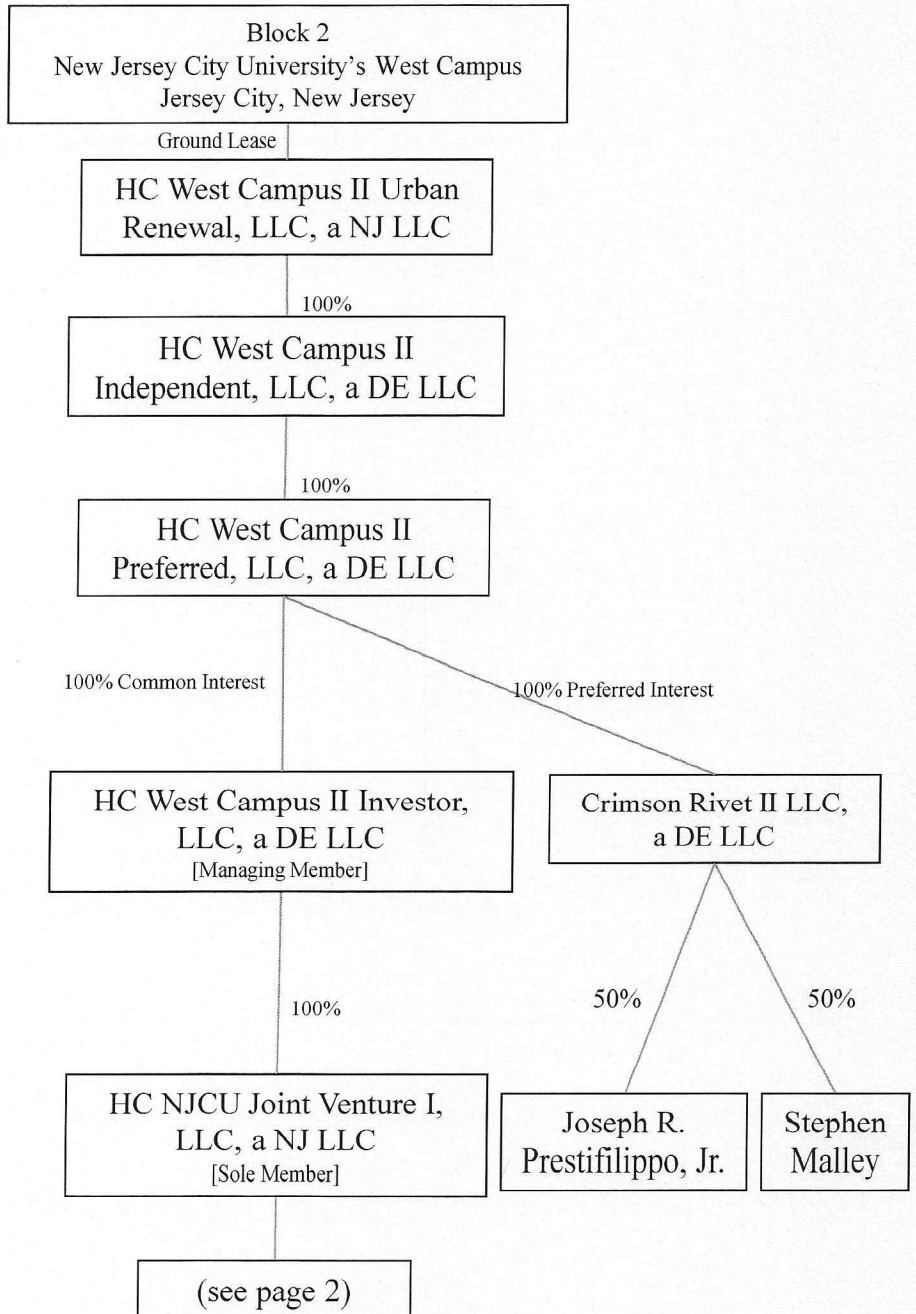 Block 2
New Jersey City University's West Campus
Jersey City, New Jersey
Ground Lease
HC West Campus II Urban
Renewal, LLC, a NJ LLC
100%
HC West Campus II
Independent, LLC, a DE LLC
100%
HC West Campus II
Preferred, LLC, a DE LLC
100% Common Interest
100% Preferred Interest
HC West Campus II Investor,
LLC, a DE LLC
[Managing Member]
Crimson Rivet II LLC,
a DE LLC
100%
50%
50%
HC NJCU Joint Venture I,
LLC, a NJ LLC
[Sole Member]
Joseph R.
Prestifilippo, Jr.
Stephen
Malley
(see page 2)